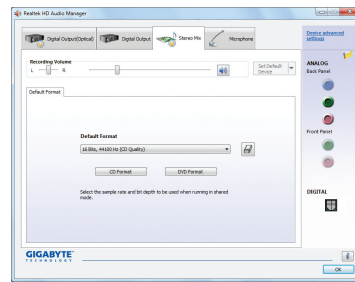 Realtek HD Audio Manager
Digital Output(Optical)
Digital Output
Stereo Mix
Microphone
Device advanced
settings
Recording Volume
L
R
Set Default
Device
ANALOG
Back Panel
Default Format
Default Format
16 Bits, 44100 Hz (CD Quality)
CD Format
DVD Format
Select the sample rate and bit depth to be used when running in shared
mode.
Front Panel
DIGITAL
GIGABYTE
TECHNOLOGY
i
OK